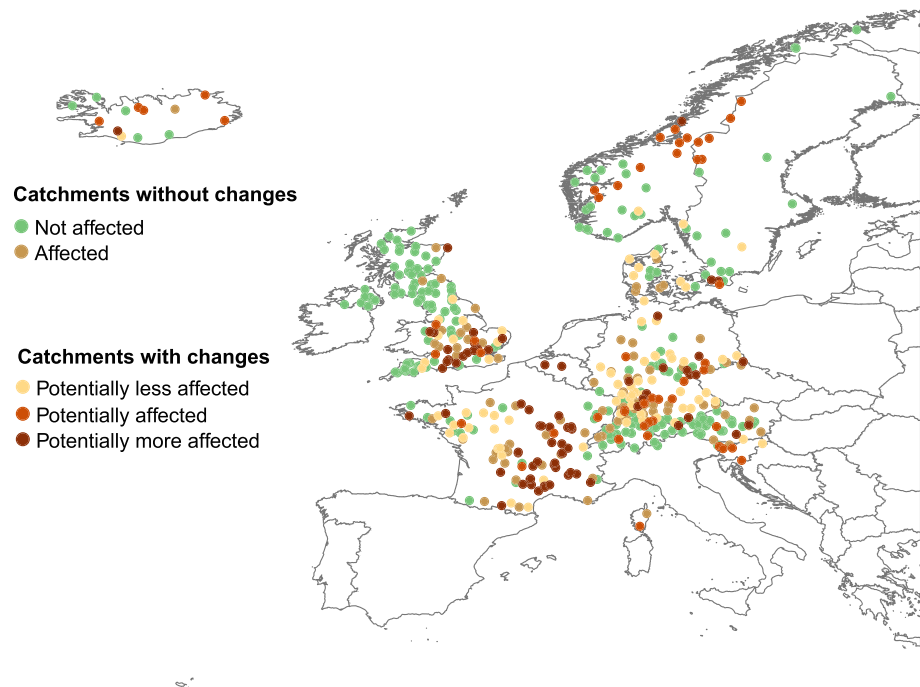 Catchments without changes
Not affected
Affected
Catchments with changes
Potentially less affected
Potentially affected
Potentially more affected